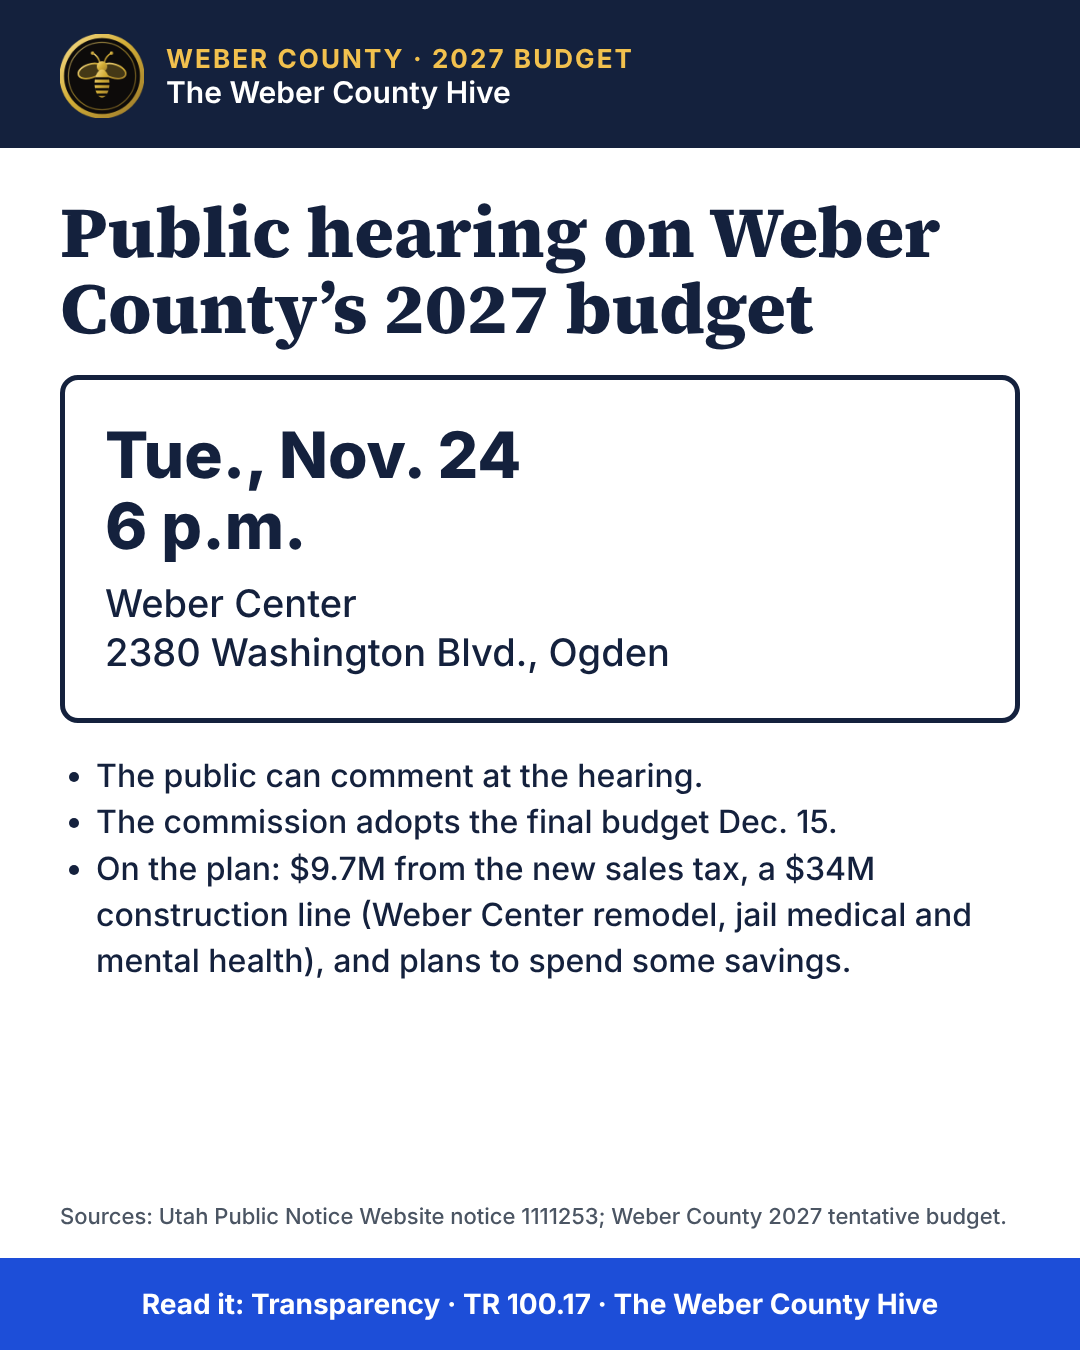 WEBER COUNTY · 2027 BUDGET
The Weber County Hive
Public hearing on Weber
County’s 2027 budget
Tue., Nov. 24
6 p.m.
Weber Center
2380 Washington Blvd., Ogden
• The public can comment at the hearing.
• The commission adopts the final budget Dec. 15.
• On the plan: $9.7M from the new sales tax, a $34M
construction line (Weber Center remodel, jail medical and
mental health), and plans to spend some savings.
Sources: Utah Public Notice Website notice 1111253; Weber County 2027 tentative budget.
Read it: Transparency · TR 100.17 · The Weber County Hive